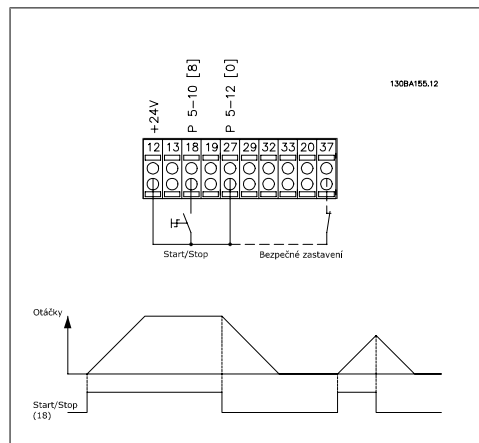 130BA155.12
+24V
P 5-10 [8]
P 5-12 [0]
12 13 18 19 27 29 32 33 20 37
Start/Stop
Bezpečné zastavení
Otáčky
Start/Stop
(18)